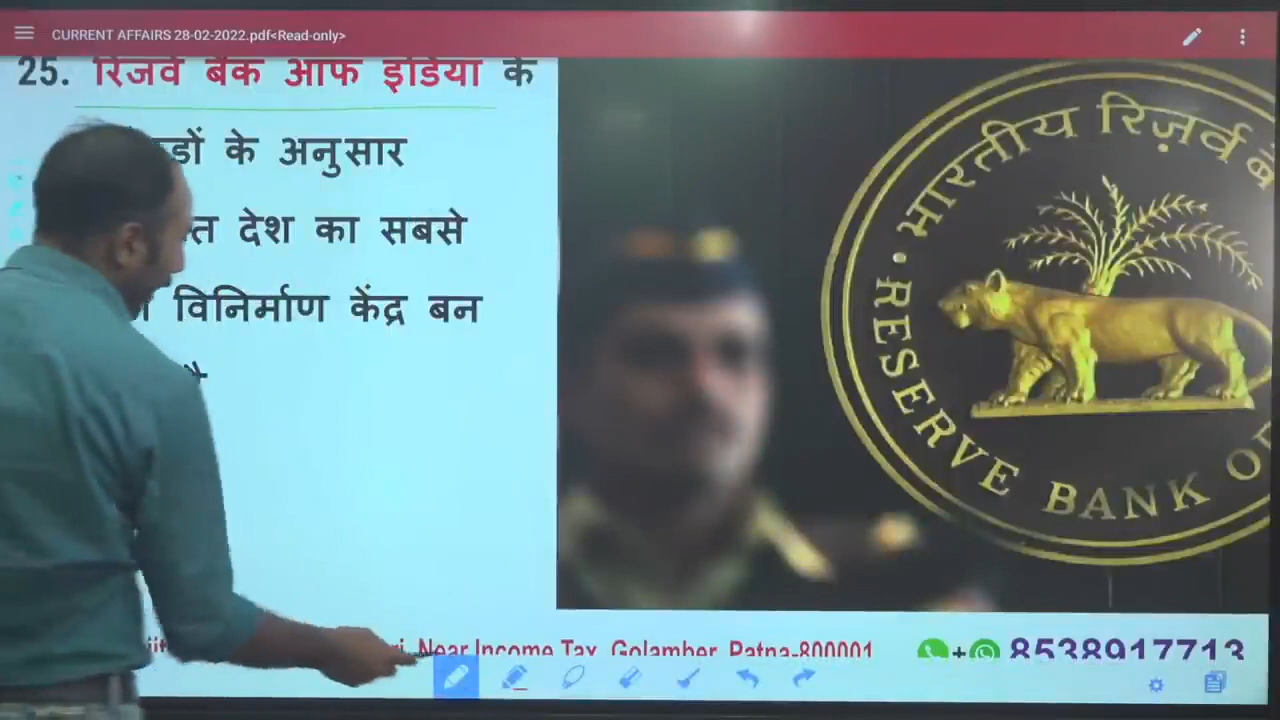 CURRENT AFFAIRS 28-02-2022.pdf<Read-only>
25. रिजर्व बैंक ऑफ इंडिया के
के अनुसार
देश का सबसे
विनिर्माण केंद्र बन
भारतीय रिज़र्व
RESERVE BANK OF
Near Income Tax, Golamber, Patna-800001
+ 8538917713